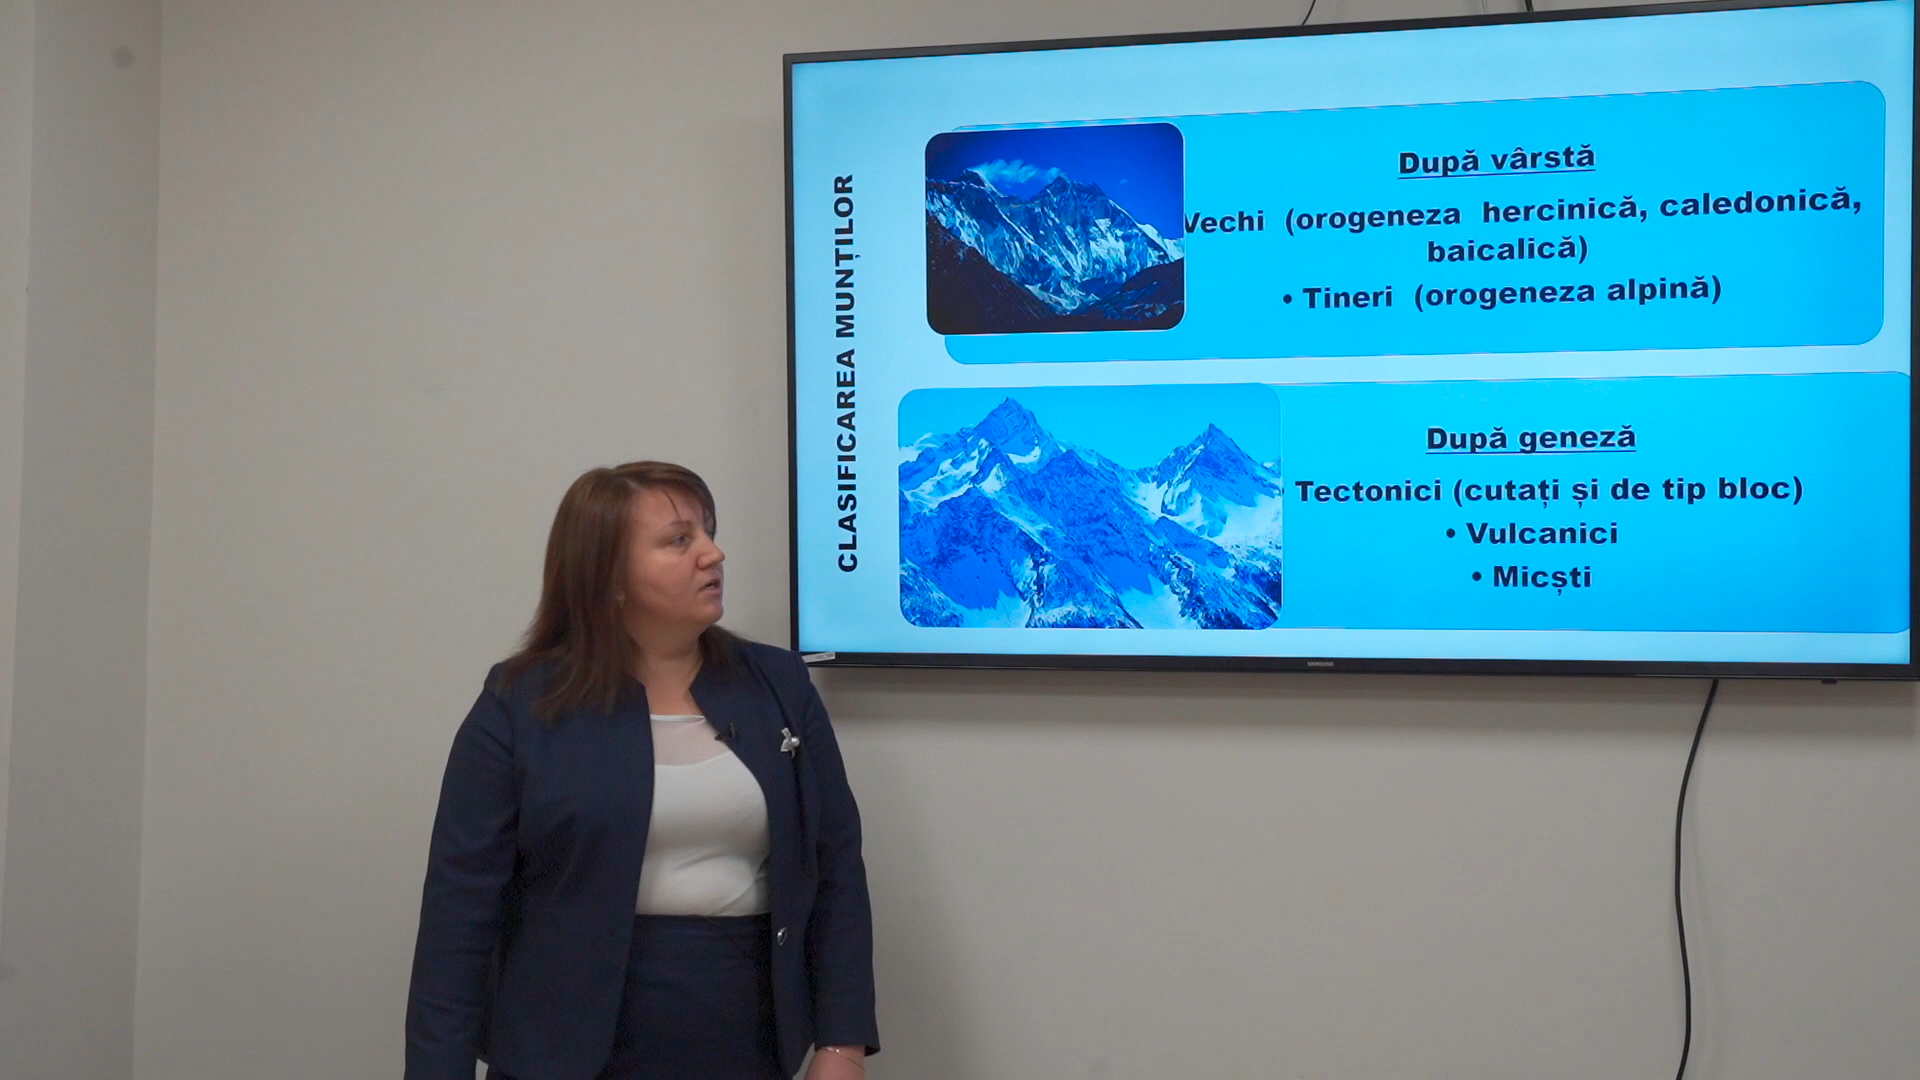 CLASIFICAREA MUNȚILOR
După vârstă
Vechi (orogeneza hercinică, caledonică,
baicalică)
• Tineri (orogeneza alpină)
După geneză
Tectonici (cutați și de tip bloc)
• Vulcanici
• Micști
SAMSUNG